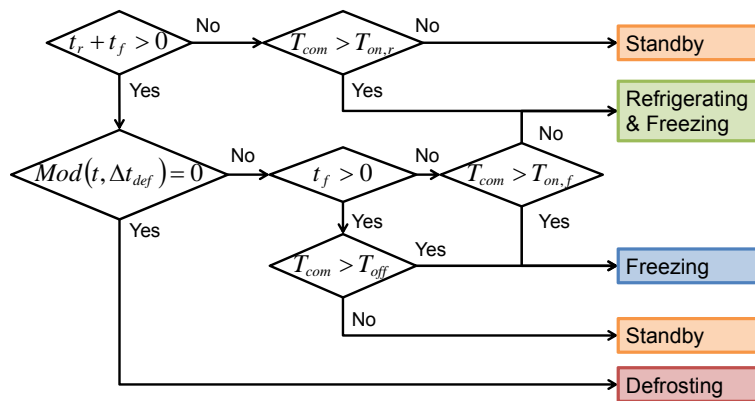 t_r + t_f > 0
No
T_com > T_on,r
No
Standby
Yes
Yes
Refrigerating
& Freezing
No
Mod(t, Δt_def) = 0
No
t_f > 0
No
T_com > T_on,f
Yes
Yes
Yes
T_com > T_off
Yes
Freezing
No
Standby
Defrosting